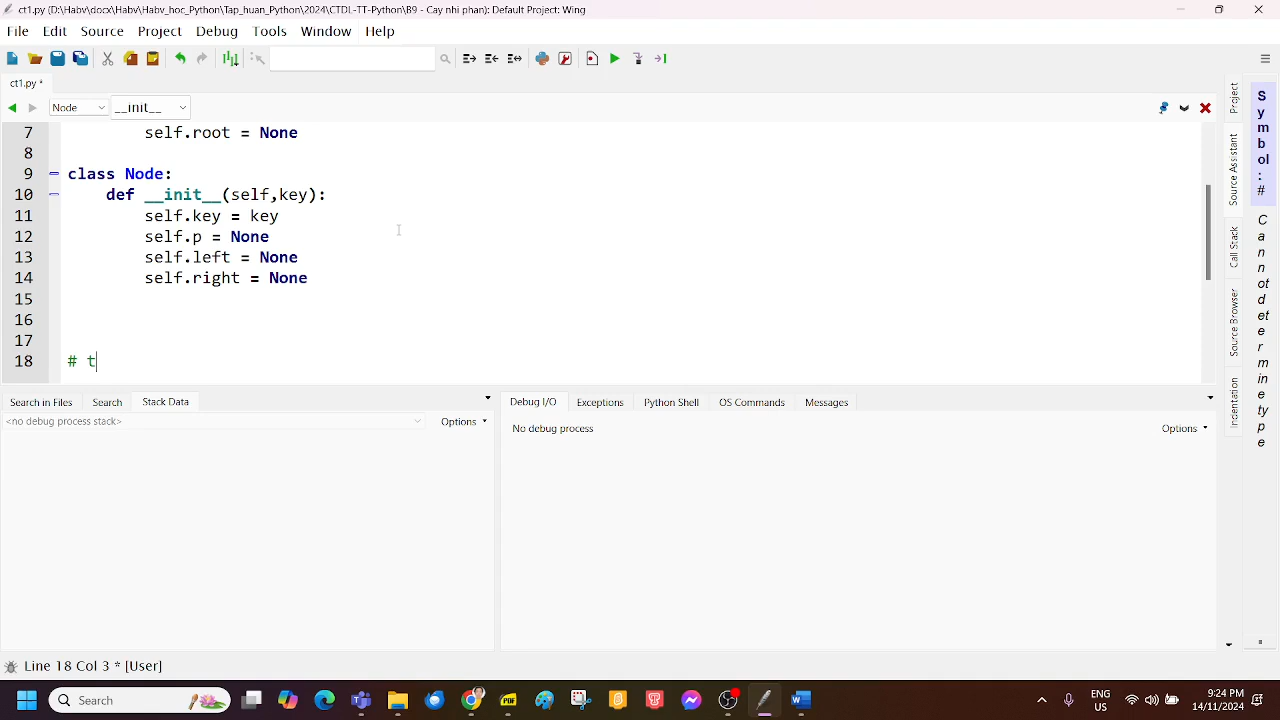 ct1.py (D:\Habv\docx\Habv\Habv_hoc_Python\Tap_huan_Python\2024\CTDL-TT-Python\B9 - Cay nhi phan): Default Project: Wing
File Edit Source Project Debug Tools Window Help
ct1.py *
Node __init__
7 self.root = None
8
9 class Node:
10 def __init__(self,key):
11 self.key = key
12 self.p = None
13 self.left = None
14 self.right = None
15
16
17
18 # t
Project
Source Assistant
Call Stack
Source Browser
Indentation
Symbol: #
Cannot determine type
Search in Files Search Stack Data
<no debug process stack> Options
Debug I/O Exceptions Python Shell OS Commands Messages
No debug process Options
Line 18 Col 3 * [User]
Search
ENG
US
9:24 PM
14/11/2024